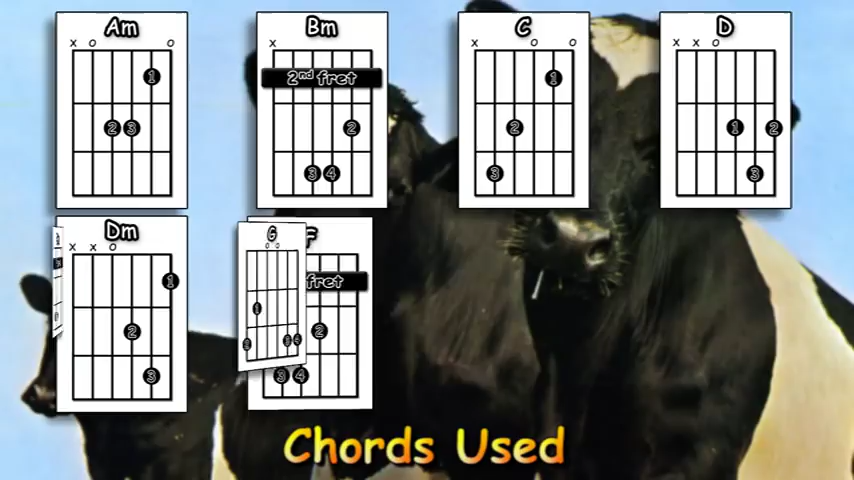 Am Bm C D
x o o x x o o x x o
1 2nd fret 1
2 3 2 2 1 2
3 4 3 3
Dm G F
x x o o o
1 fret
2 1 2
3 3 4
Chords Used